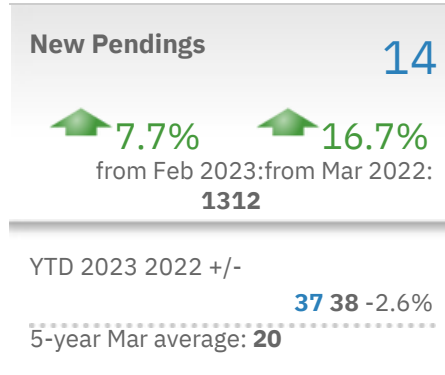 New Pendings
14
7.7% 16.7%
from Feb 2023:from Mar 2022:
1312
YTD 2023 2022 +/-
37 38 -2.6%
5-year Mar average: 20